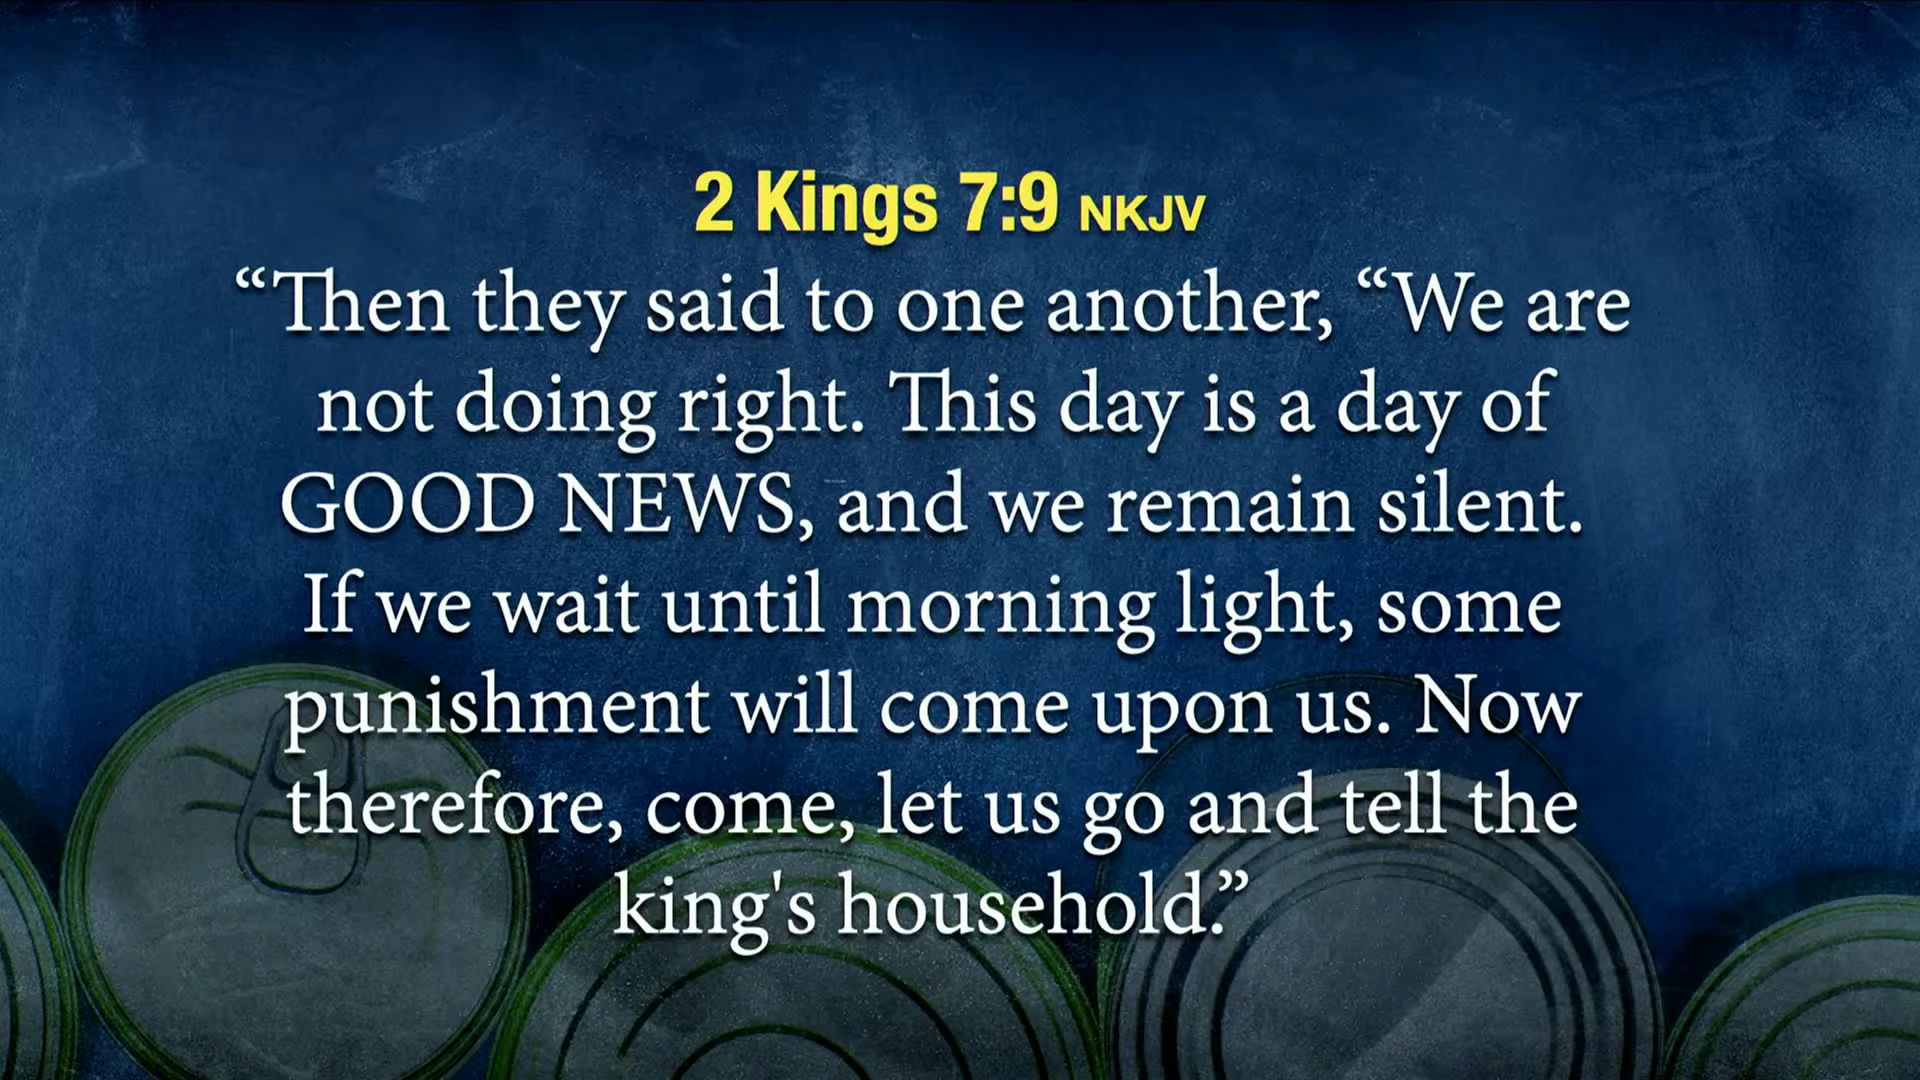 2 Kings 7:9 NKJV
“Then they said to one another, “We are
not doing right. This day is a day of
GOOD NEWS, and we remain silent.
If we wait until morning light, some
punishment will come upon us. Now
therefore, come, let us go and tell the
king's household.”